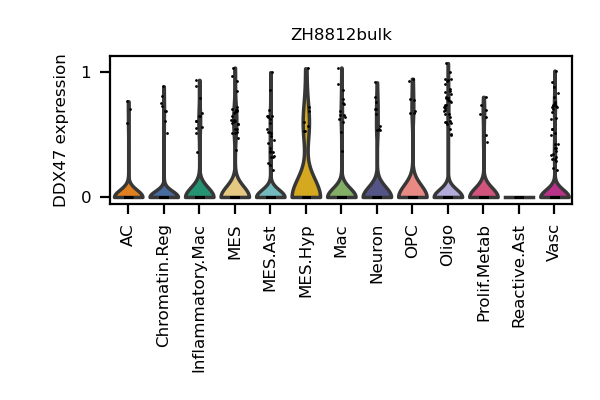 ZH8812bulk
DDX47 expression
1
0
AC
Chromatin.Reg
Inflammatory.Mac
MES
MES.Ast
MES.Hyp
Mac
Neuron
OPC
Oligo
Prolif.Metab
Reactive.Ast
Vasc